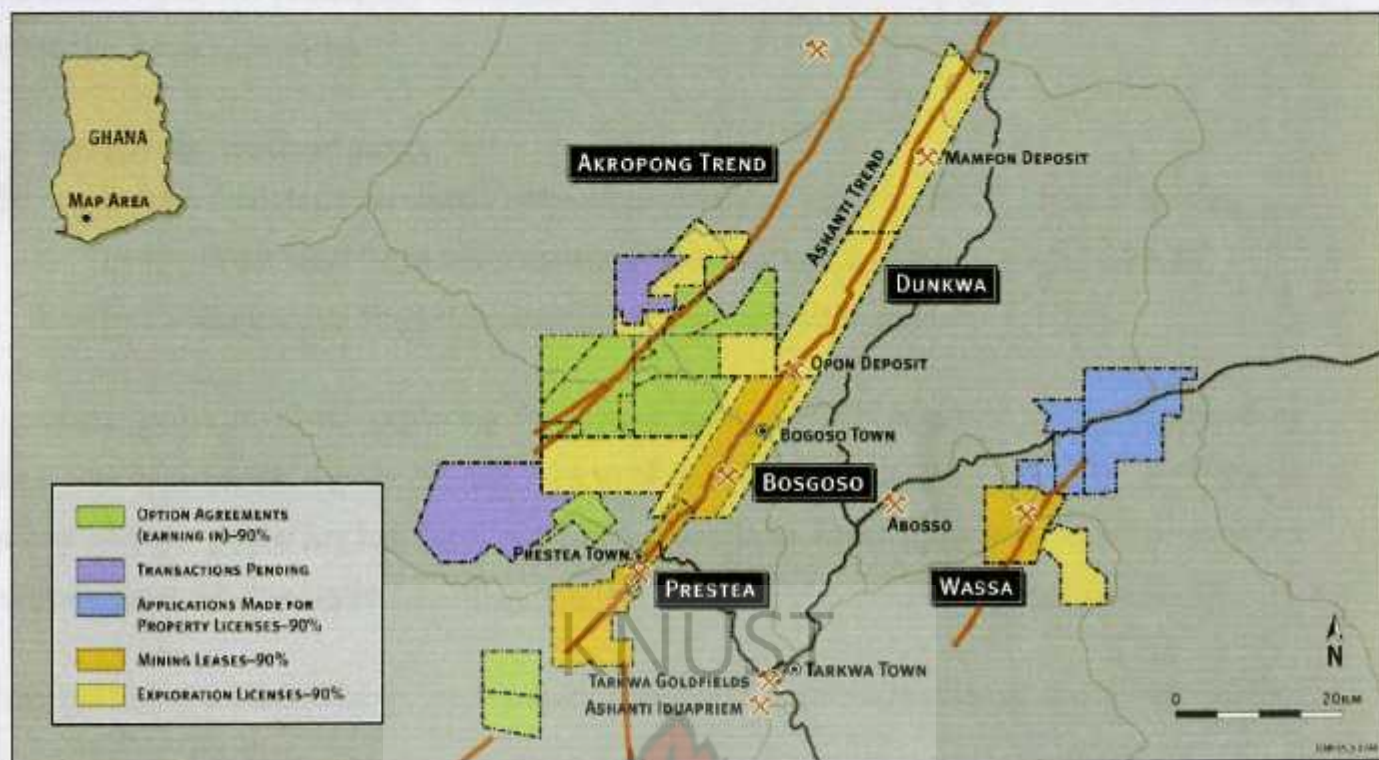 GHANA
MAP AREA
AKROPONG TREND
MAMPON DEPOSIT
ASHANTI TREND
DUNKWA
OPON DEPOSIT
BOGOSO TOWN
BOSGOSO
ABOSSO
PRESTEA TOWN
PRESTEA
WASSA
KNUST
TARKWA TOWN
TARKWA GOLDFIELDS
ASHANTI IDUAPRIEM
OPTION AGREEMENTS
(EARNING IN)–90%
TRANSACTIONS PENDING
APPLICATIONS MADE FOR
PROPERTY LICENSES–90%
MINING LEASES–90%
EXPLORATION LICENSES–90%
N
0 20KM